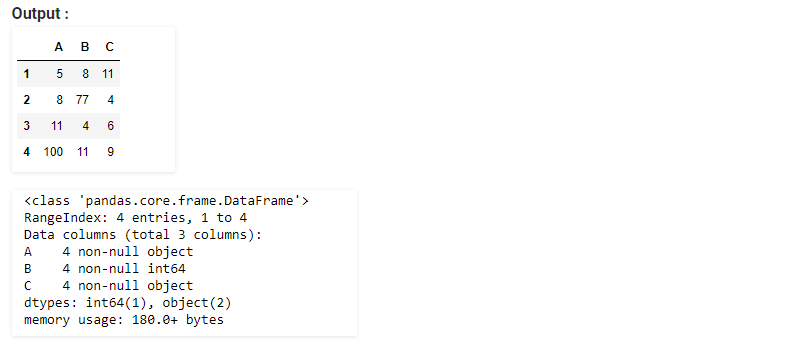 Output :
A B C
1 5 8 11
2 8 77 4
3 11 4 6
4 100 11 9
<class 'pandas.core.frame.DataFrame'>
RangeIndex: 4 entries, 1 to 4
Data columns (total 3 columns):
A    4 non-null object
B    4 non-null int64
C    4 non-null object
dtypes: int64(1), object(2)
memory usage: 180.0+ bytes